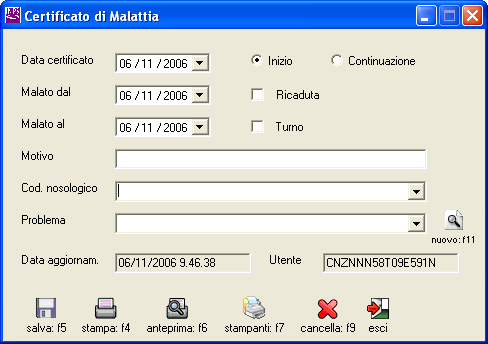 Certificato di Malattia
Data certificato 06 / 11 / 2006 Inizio Continuazione
Malato dal 06 / 11 / 2006 Ricaduta
Malato al 06 / 11 / 2006 Turno
Motivo
Cod. nosologico
Problema
nuovo: f11
Data aggiornam. 06/11/2006 9.46.38 Utente CNZNNN58T09E591N
salva: f5 stampa: f4 anteprima: f6 stampanti: f7 cancella: f9 esci